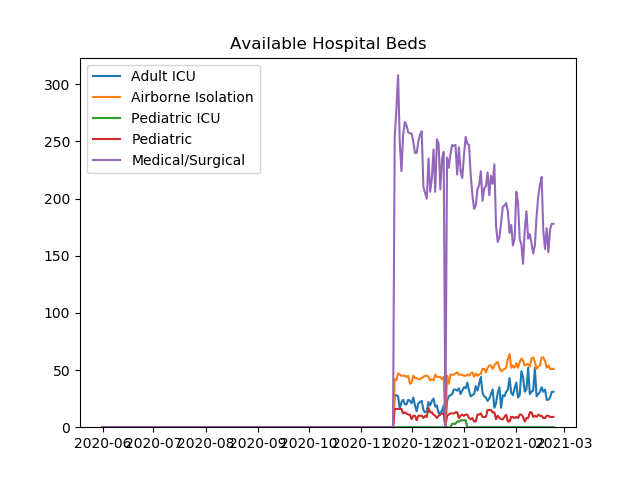 Available Hospital Beds
Adult ICU
Airborne Isolation
Pediatric ICU
Pediatric
Medical/Surgical
300
250
200
150
100
50
0
2020-06 2020-07 2020-08 2020-09 2020-10 2020-11 2020-12 2021-01 2021-02 2021-03